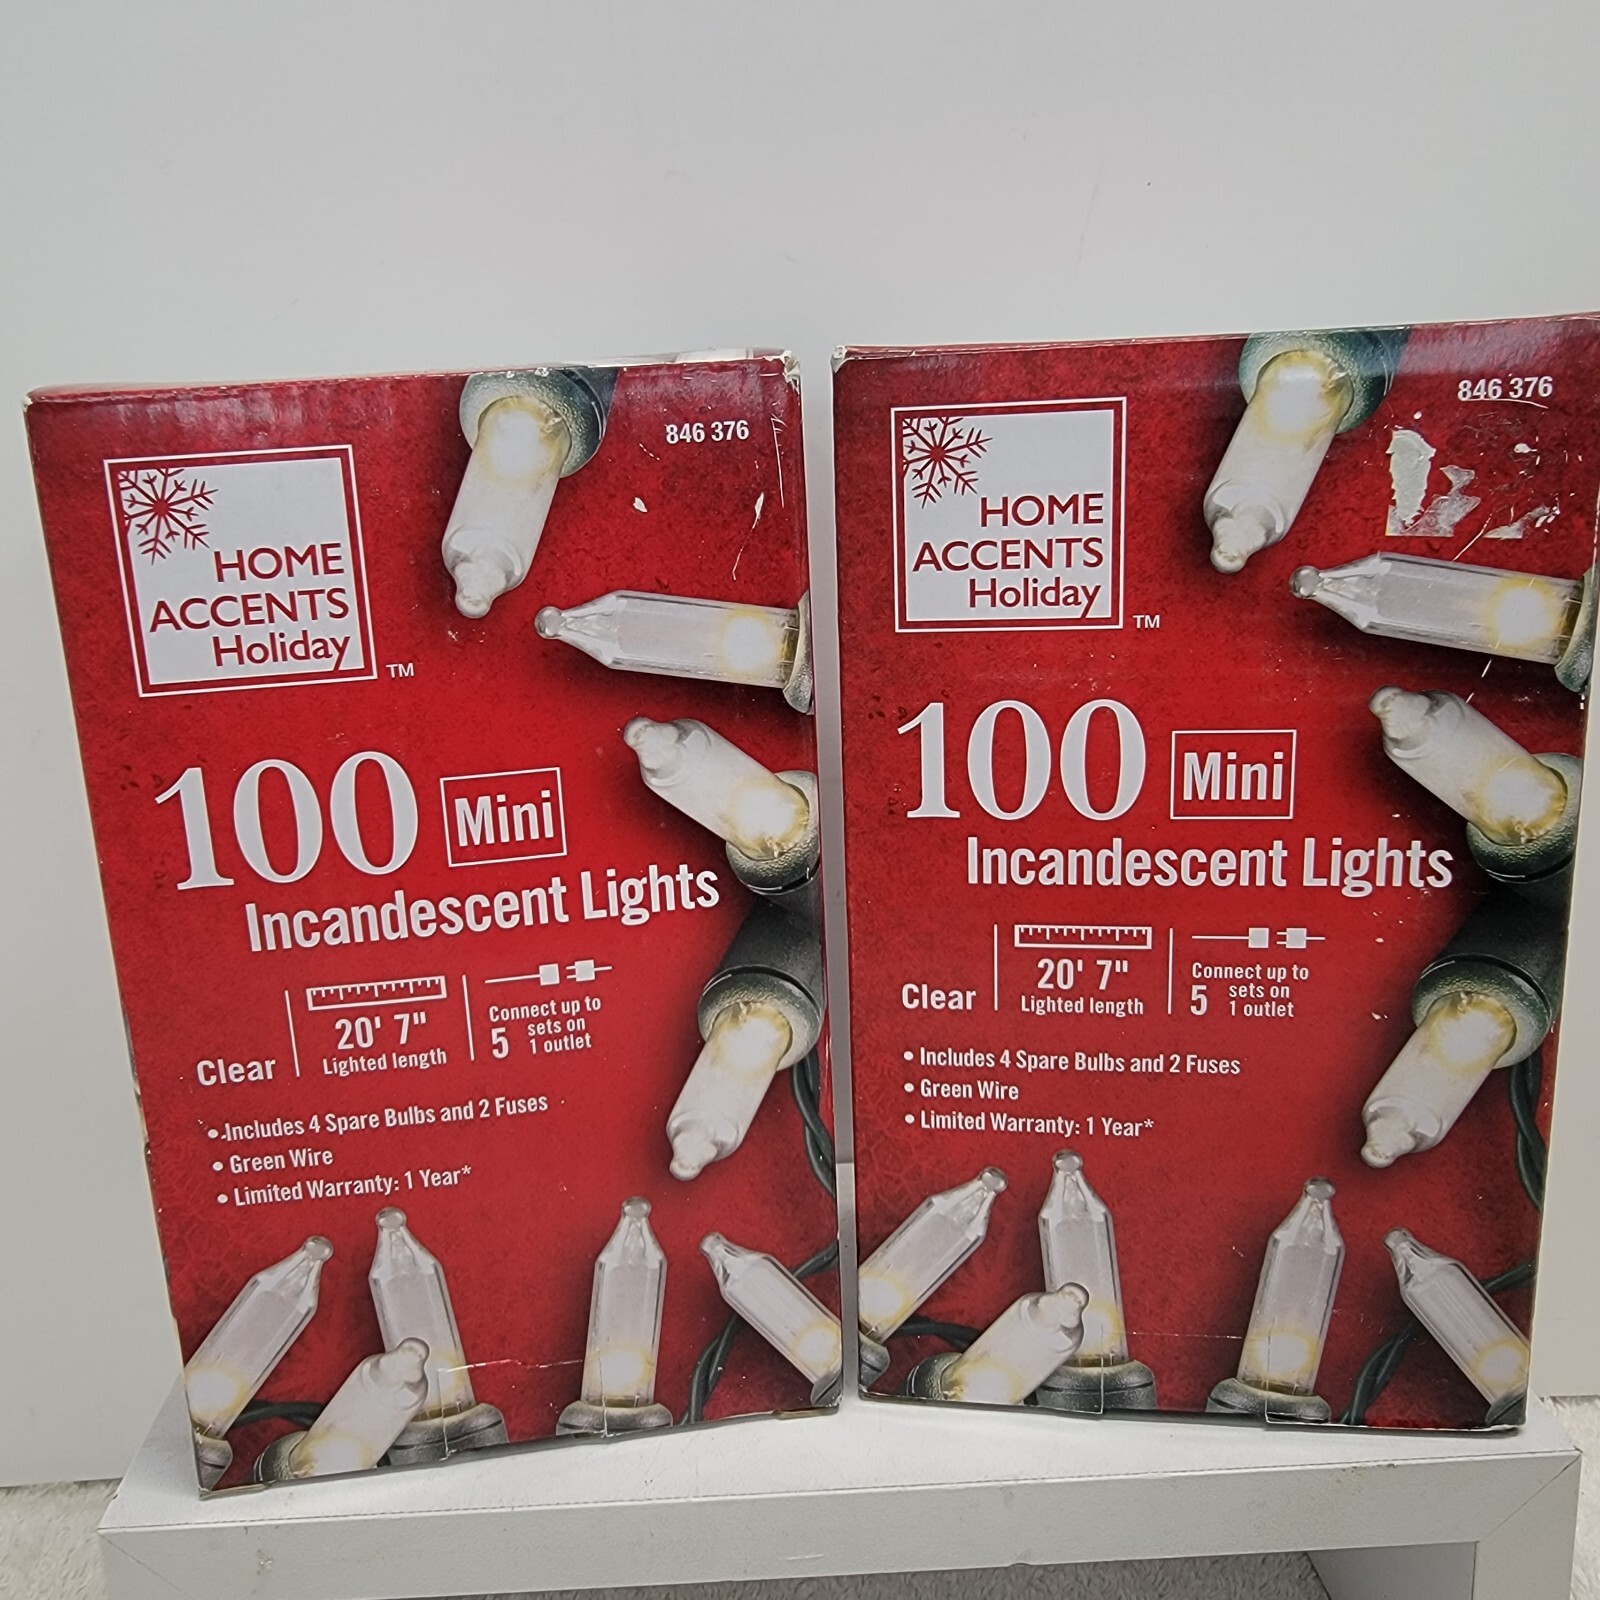 846 376
HOME
ACCENTS
Holiday
TM
100 Mini
Incandescent Lights
Clear
20' 7"
Lighted length
Connect up to
5 sets on
1 outlet
• Includes 4 Spare Bulbs and 2 Fuses
• Green Wire
• Limited Warranty: 1 Year*
846 376
HOME
ACCENTS
Holiday
TM
100 Mini
Incandescent Lights
Clear
20' 7"
Lighted length
Connect up to
5 sets on
1 outlet
• Includes 4 Spare Bulbs and 2 Fuses
• Green Wire
• Limited Warranty: 1 Year*